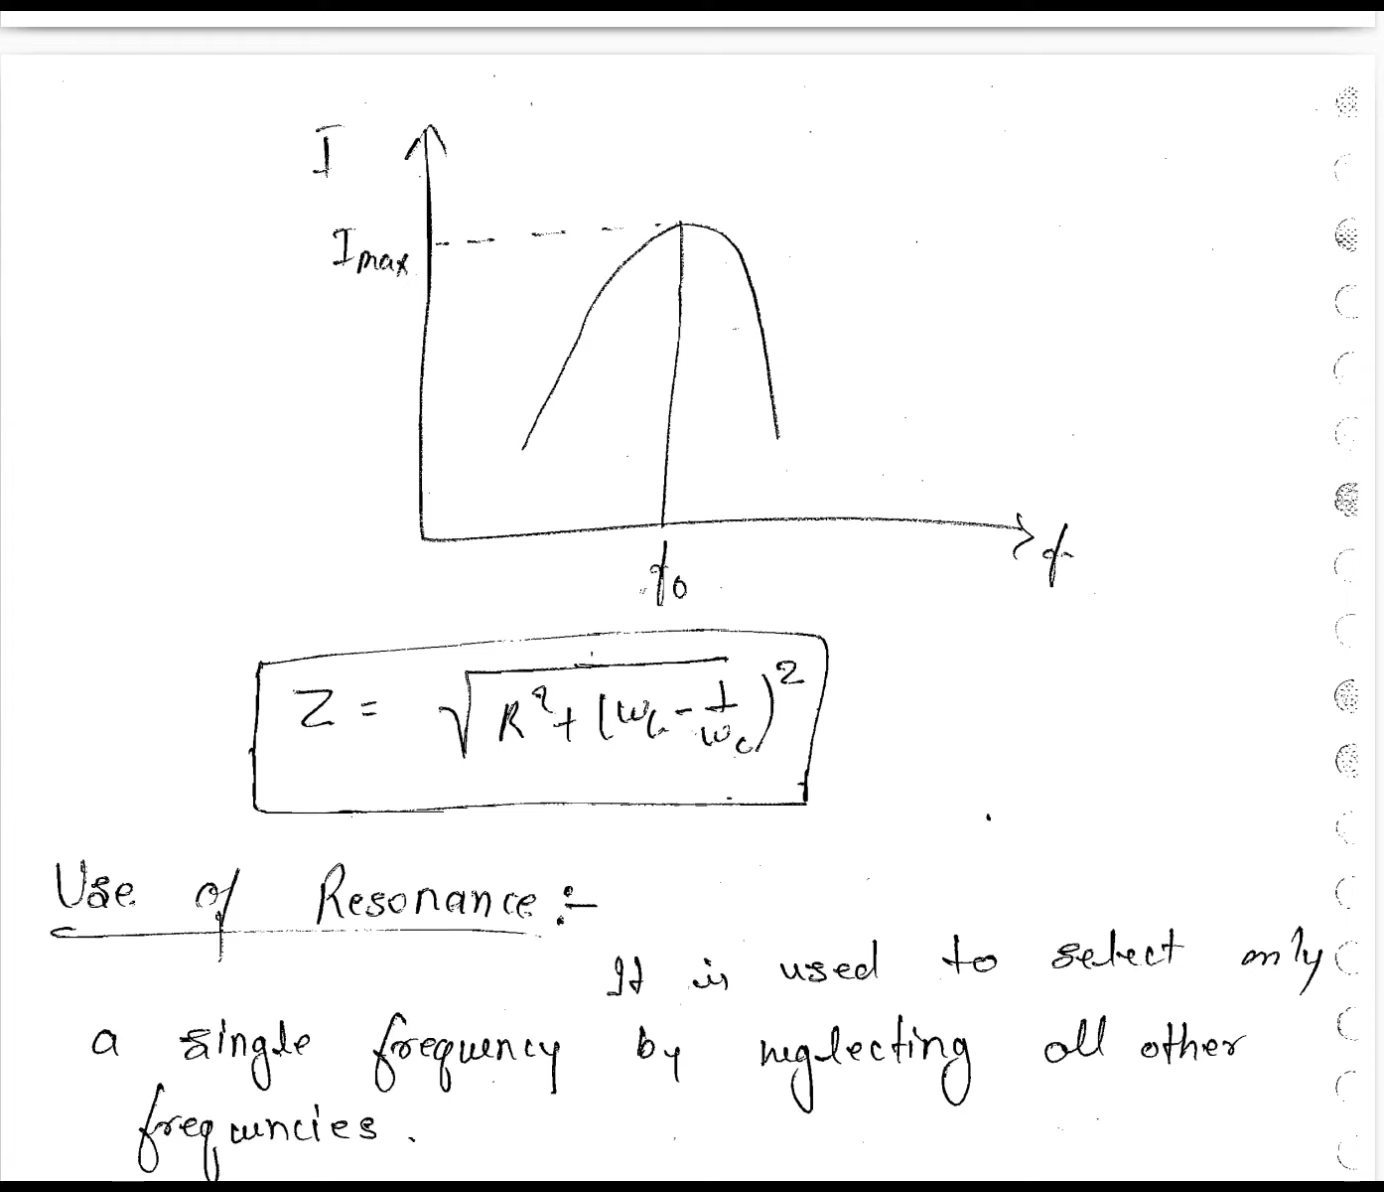 I
Imax
f
f0
Z = √R² + (ωL - 1/ωC)²
Use of Resonance :-
It is used to select only
a single frequency by neglecting all other
frequncies.